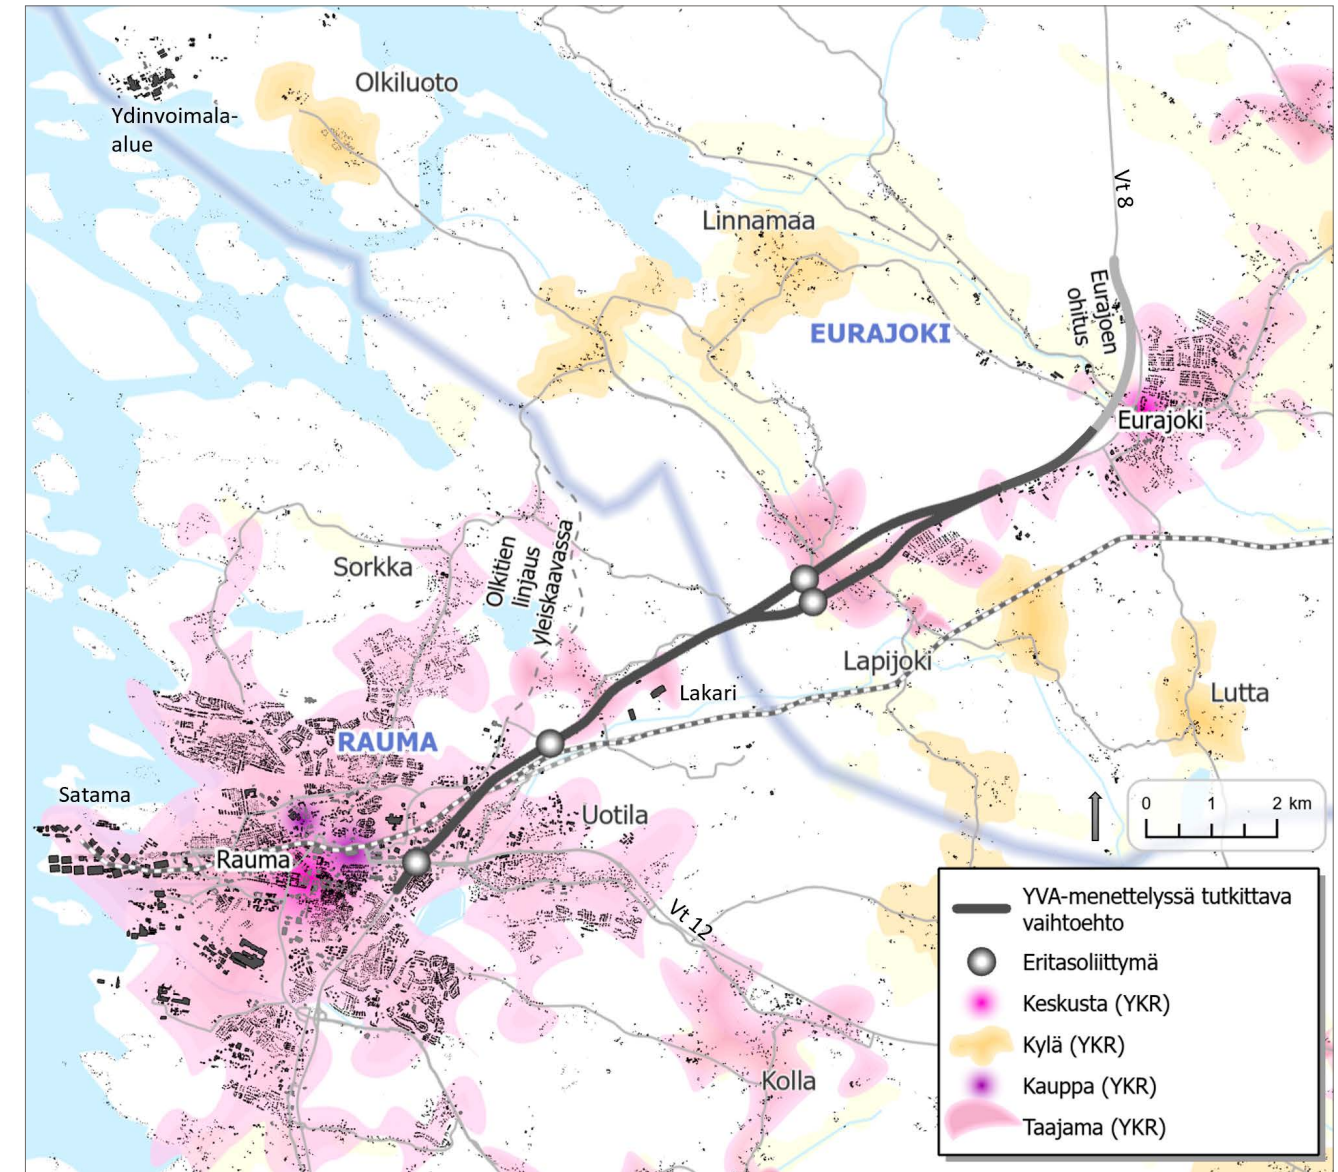 Olkiluoto
Ydinvoimala-
alue
Vt 8
Linnamaa
Eurajoen
ohitus
EURAJOKI
Eurajoki
Olkitien
linjaus
yleiskaavassa
Sorkka
Lapijoki
Lakari
Lutta
RAUMA
Satama
Uotila
0 1 2 km
Rauma
Vt 12
Kolla
YVA-menettelyssä tutkittava
vaihtoehto
Eritasoliittymä
Keskusta (YKR)
Kylä (YKR)
Kauppa (YKR)
Taajama (YKR)